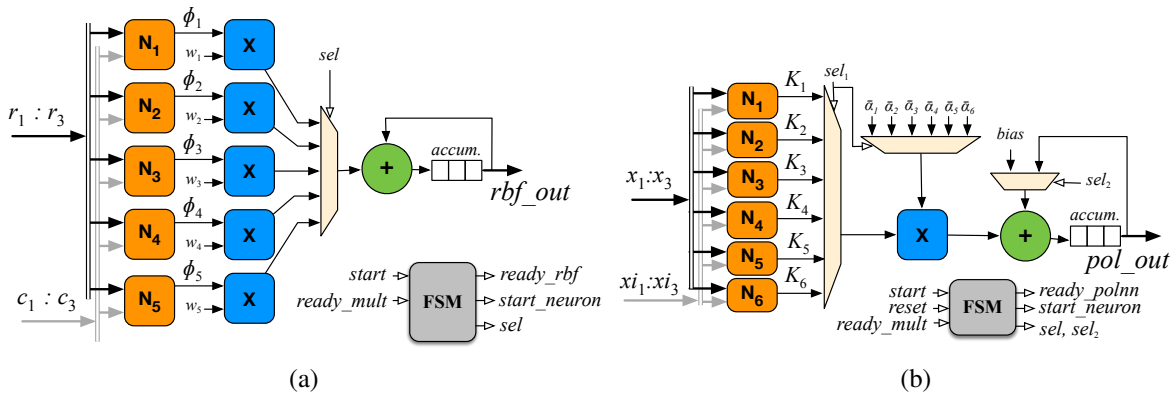 r₁ : r₃
c₁ : c₃
N₁
N₂
N₃
N₄
N₅
ϕ₁
w₁
ϕ₂
w₂
ϕ₃
w₃
ϕ₄
w₄
ϕ₅
w₅
X
X
X
X
X
sel
+
accum.
rbf_out
start
ready_mult
FSM
ready_rbf
start_neuron
sel
(a)
x₁:x₃
xi₁:xi₃
N₁
N₂
N₃
N₄
N₅
N₆
K₁
K₂
K₃
K₄
K₅
K₆
sel₁
ᾱ₁ ᾱ₂ ᾱ₃ ᾱ₄ ᾱ₅ ᾱ₆
X
bias
sel₂
+
accum.
pol_out
start
reset
ready_mult
FSM
ready_polnn
start_neuron
sel, sel₂
(b)